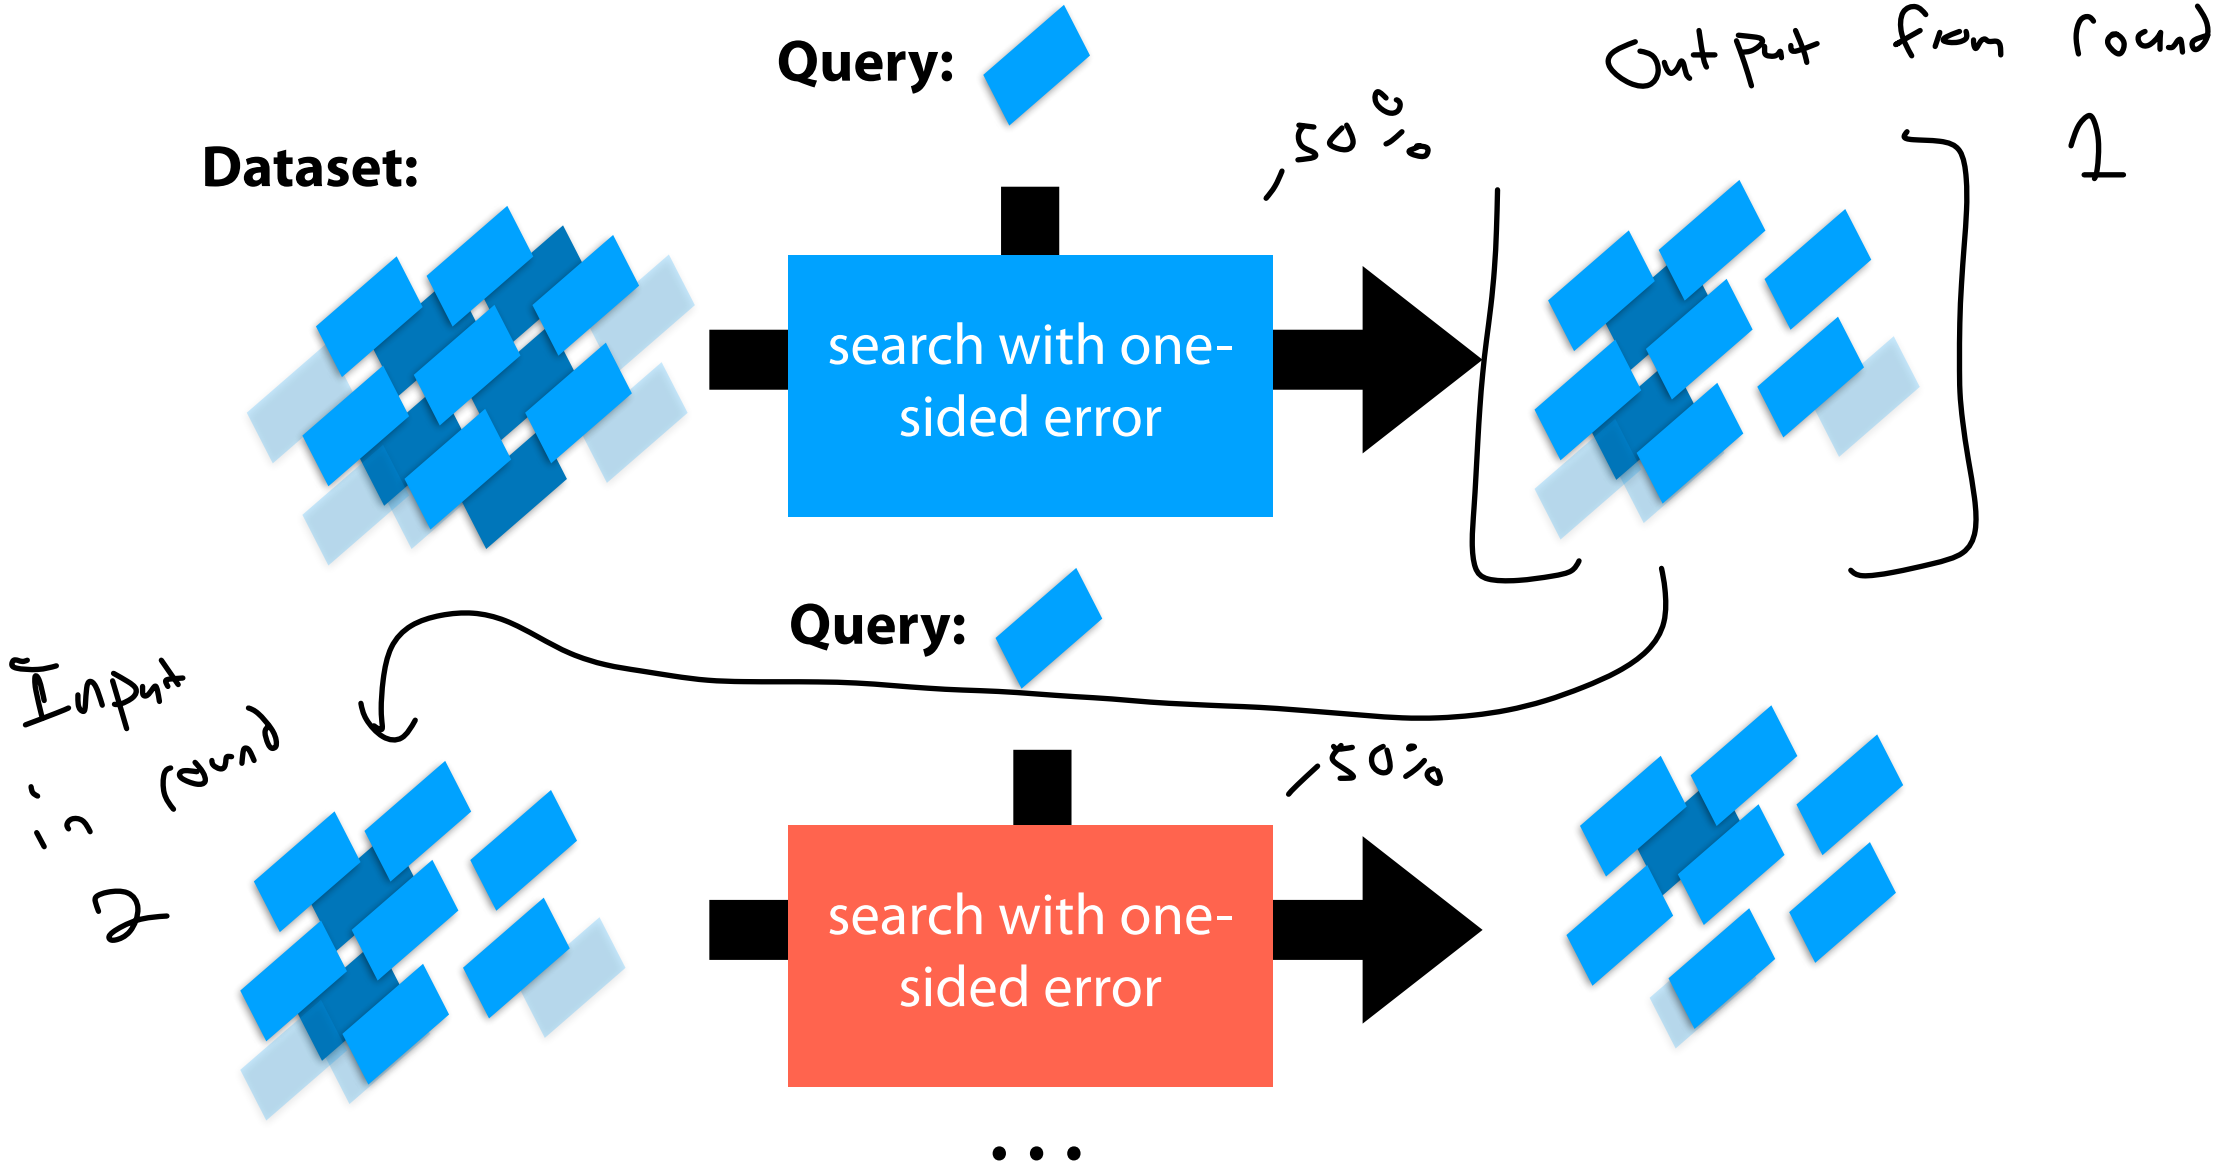 Query:
Output from round
1
Dataset:
50%
search with one-
sided error
Query:
Input
in round
2
50%
search with one-
sided error
...